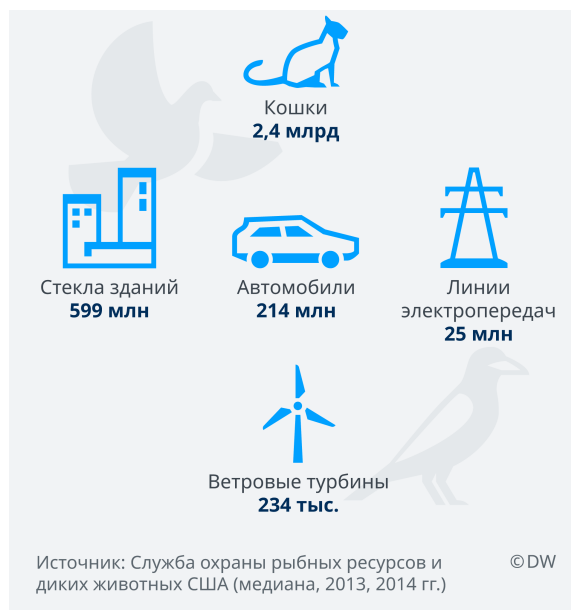 Кошки
2,4 млрд
Стекла зданий
599 млн
Автомобили
214 млн
Линии
электропередач
25 млн
Ветровые турбины
234 тыс.
Источник: Служба охраны рыбных ресурсов и
диких животных США (медиана, 2013, 2014 гг.)
©DW